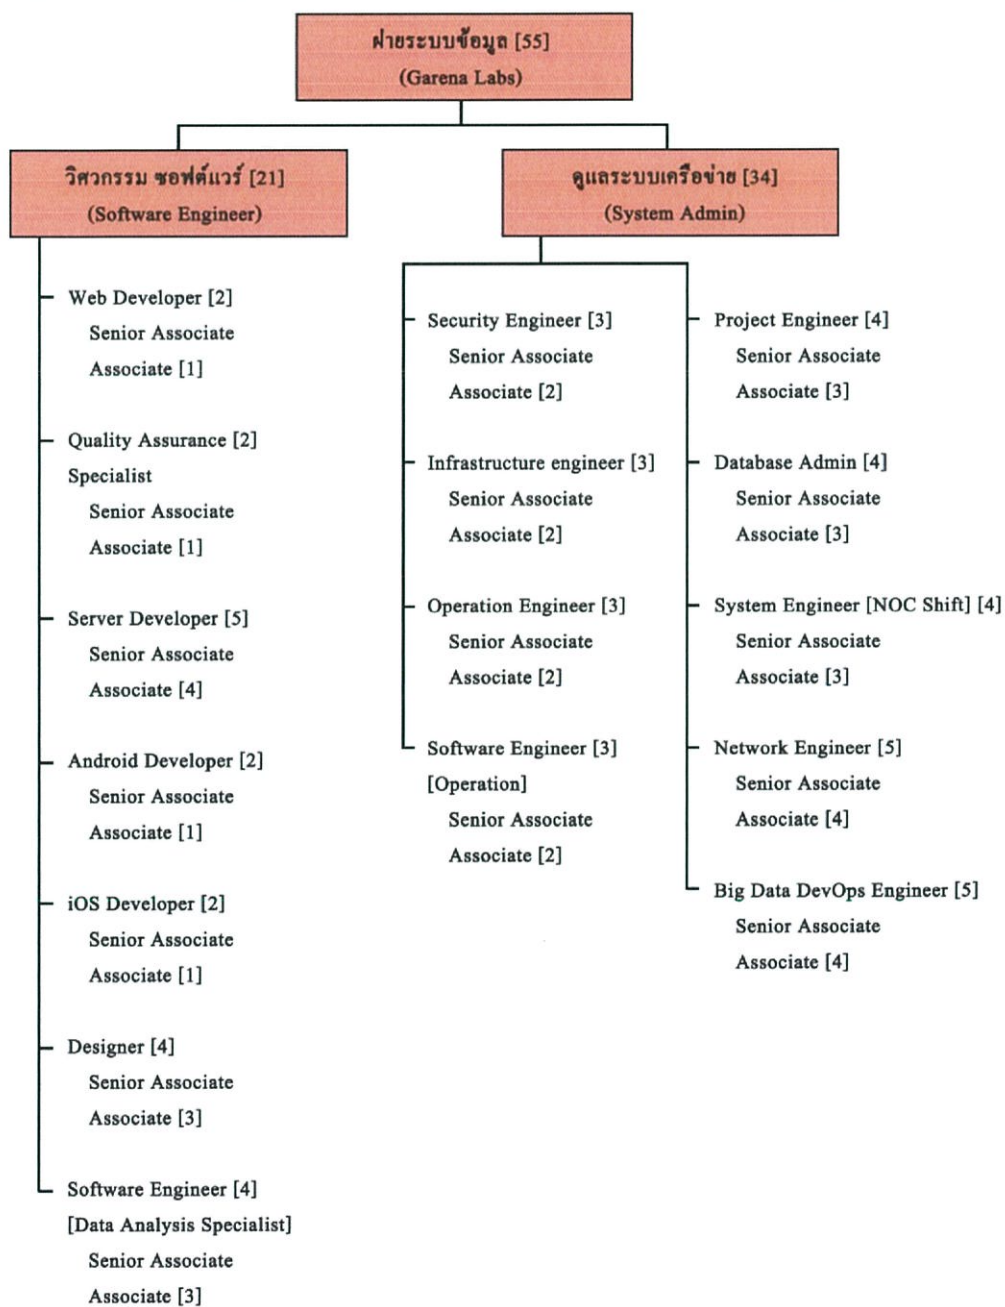 ฝ่ายระบบข้อมูล [55]
(Garena Labs)
วิศวกรรม ซอฟต์แวร์ [21]
(Software Engineer)
Web Developer [2]
Senior Associate
Associate [1]
Quality Assurance [2]
Specialist
Senior Associate
Associate [1]
Server Developer [5]
Senior Associate
Associate [4]
Android Developer [2]
Senior Associate
Associate [1]
iOS Developer [2]
Senior Associate
Associate [1]
Designer [4]
Senior Associate
Associate [3]
Software Engineer [4]
[Data Analysis Specialist]
Senior Associate
Associate [3]
ดูแลระบบเครือข่าย [34]
(System Admin)
Security Engineer [3]
Senior Associate
Associate [2]
Infrastructure engineer [3]
Senior Associate
Associate [2]
Operation Engineer [3]
Senior Associate
Associate [2]
Software Engineer [3]
[Operation]
Senior Associate
Associate [2]
Project Engineer [4]
Senior Associate
Associate [3]
Database Admin [4]
Senior Associate
Associate [3]
System Engineer [NOC Shift] [4]
Senior Associate
Associate [3]
Network Engineer [5]
Senior Associate
Associate [4]
Big Data DevOps Engineer [5]
Senior Associate
Associate [4]